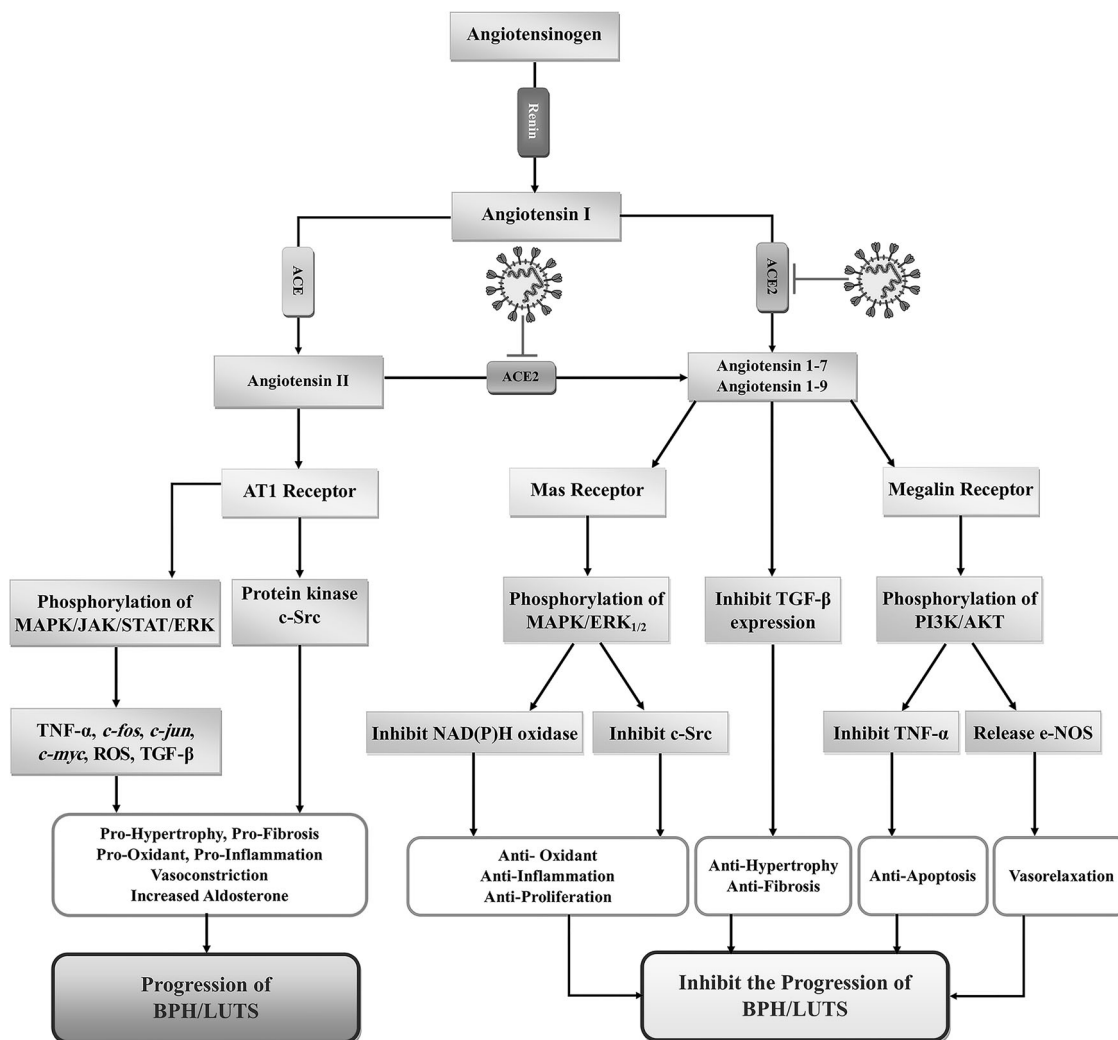 Angiotensinogen
Renin
Angiotensin I
ACE
ACE2
Angiotensin II
ACE2
Angiotensin 1-7
Angiotensin 1-9
AT1 Receptor
Mas Receptor
Megalin Receptor
Phosphorylation of
MAPK/JAK/STAT/ERK
Protein kinase
c-Src
Phosphorylation of
MAPK/ERK1/2
Inhibit TGF-β
expression
Phosphorylation of
PI3K/AKT
TNF-α, c-fos, c-jun,
c-myc, ROS, TGF-β
Inhibit NAD(P)H oxidase
Inhibit c-Src
Inhibit TNF-α
Release e-NOS
Pro-Hypertrophy, Pro-Fibrosis
Pro-Oxidant, Pro-Inflammation
Vasoconstriction
Increased Aldosterone
Anti- Oxidant
Anti-Inflammation
Anti-Proliferation
Anti-Hypertrophy
Anti-Fibrosis
Anti-Apoptosis
Vasorelaxation
Progression of
BPH/LUTS
Inhibit the Progression of
BPH/LUTS